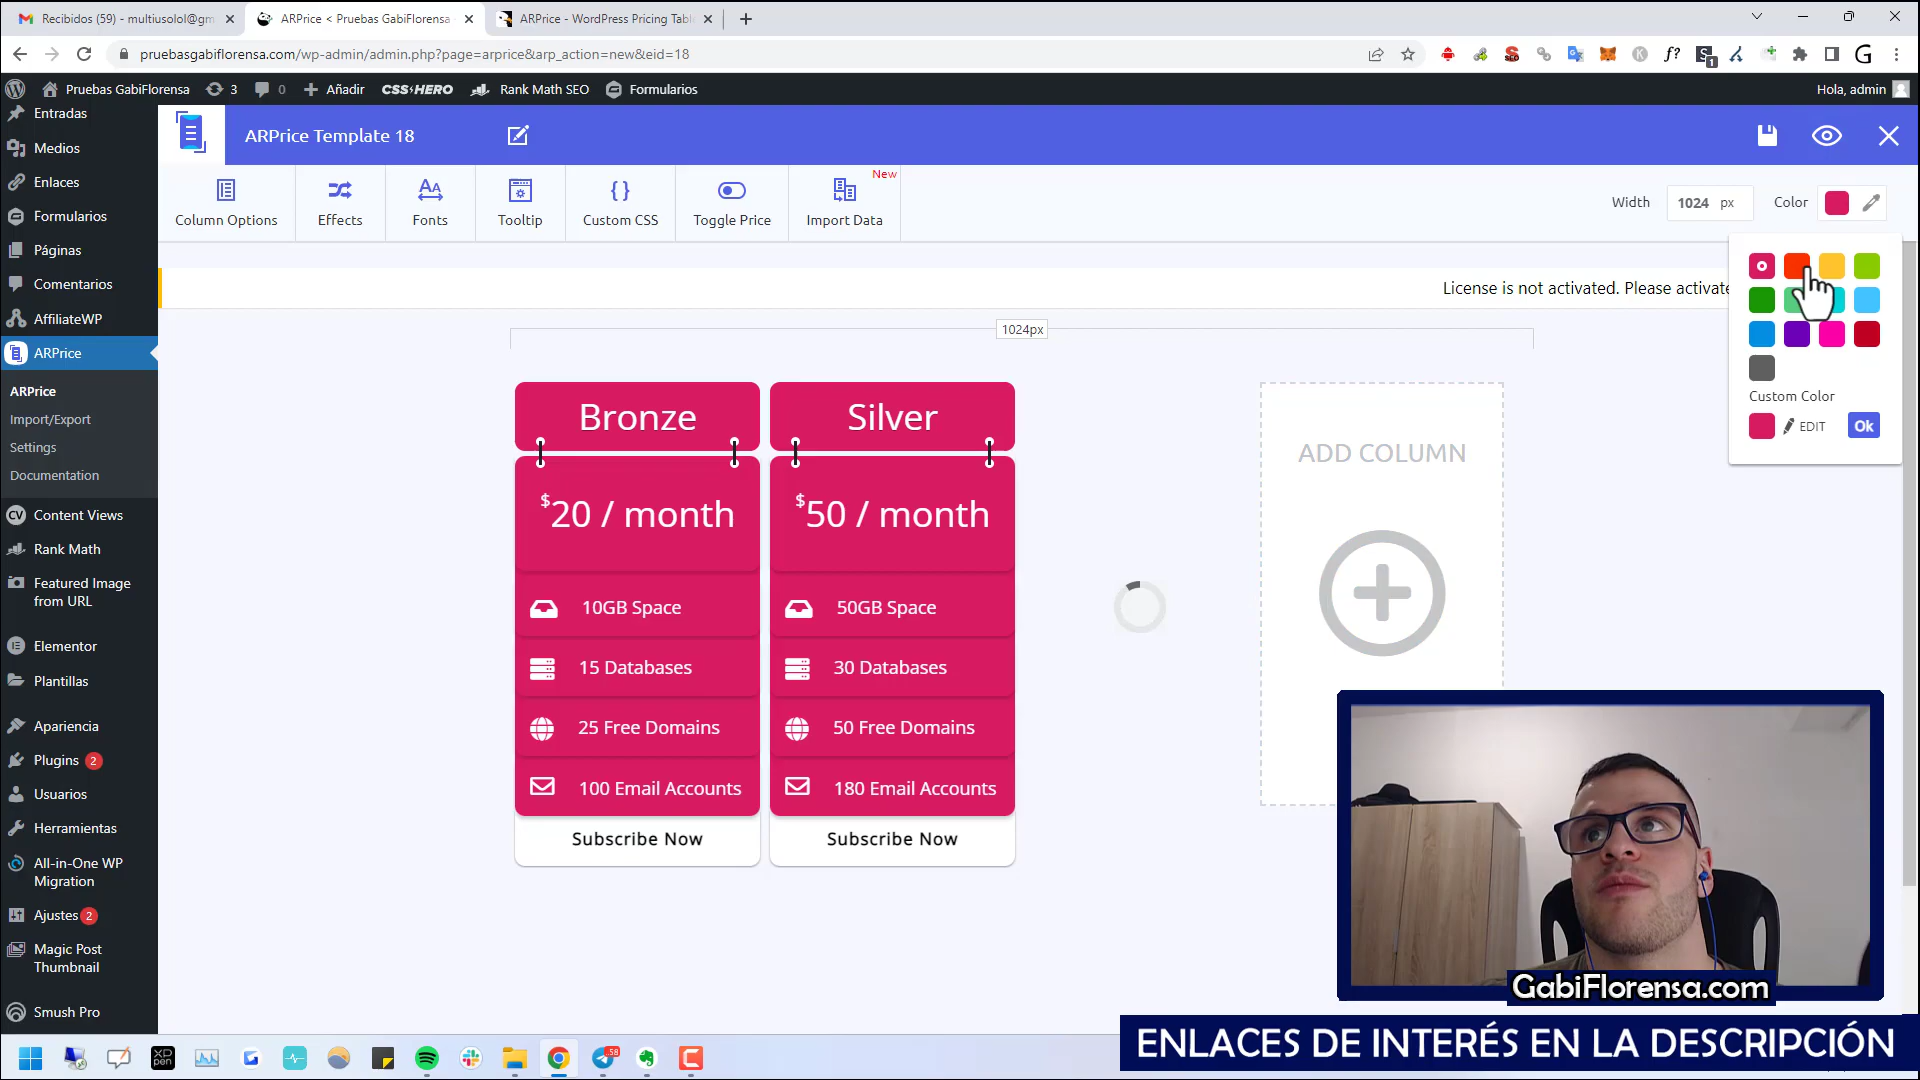 Recibidos (59) - multiusolol@gm
ARPrice < Pruebas GabiFlorensa
ARPrice - WordPress Pricing Tabl
pruebasgabiflorensa.com/wp-admin/admin.php?page=arprice&arp_action=new&eid=18
Pruebas GabiFlorensa
3
0
Añadir
CSS HERO
Rank Math SEO
Formularios
Hola, admin
Entradas
Medios
Enlaces
Formularios
Páginas
Comentarios
AffiliateWP
ARPrice
ARPrice
Import/Export
Settings
Documentation
Content Views
Rank Math
Featured Image
from URL
Elementor
Plantillas
Apariencia
Plugins 2
Usuarios
Herramientas
All-in-One WP
Migration
Ajustes 2
Magic Post
Thumbnail
Smush Pro
ARPrice Template 18
Column Options
Effects
Fonts
Tooltip
Custom CSS
Toggle Price
Import Data
New
Width
1024 px
Color
License is not activated. Please activate
1024px
Custom Color
EDIT
Ok
Bronze
$20 / month
10GB Space
15 Databases
25 Free Domains
100 Email Accounts
Subscribe Now
Silver
$50 / month
50GB Space
30 Databases
50 Free Domains
180 Email Accounts
Subscribe Now
ADD COLUMN
GabiFlorensa.com
ENLACES DE INTERÉS EN LA DESCRIPCIÓN